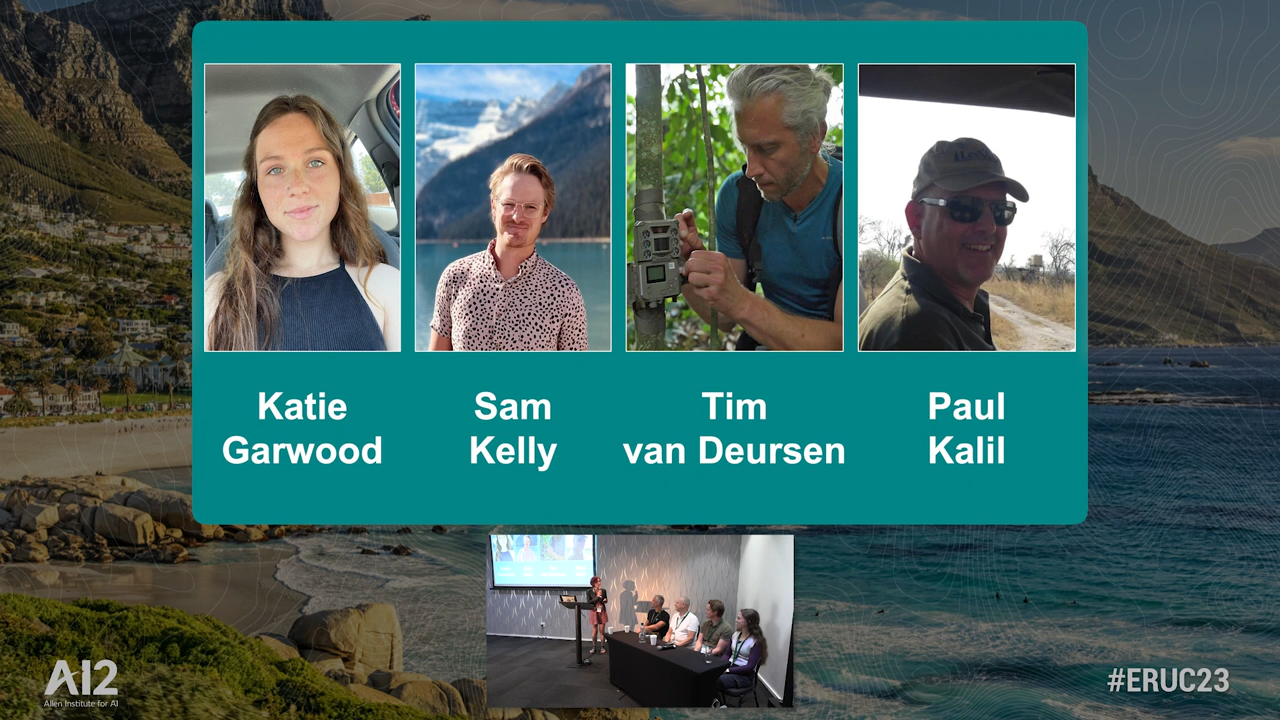 Katie
Garwood
Sam
Kelly
Tim
van Deursen
Paul
Kalil
AI2
Allen Institute for AI
#ERUC23